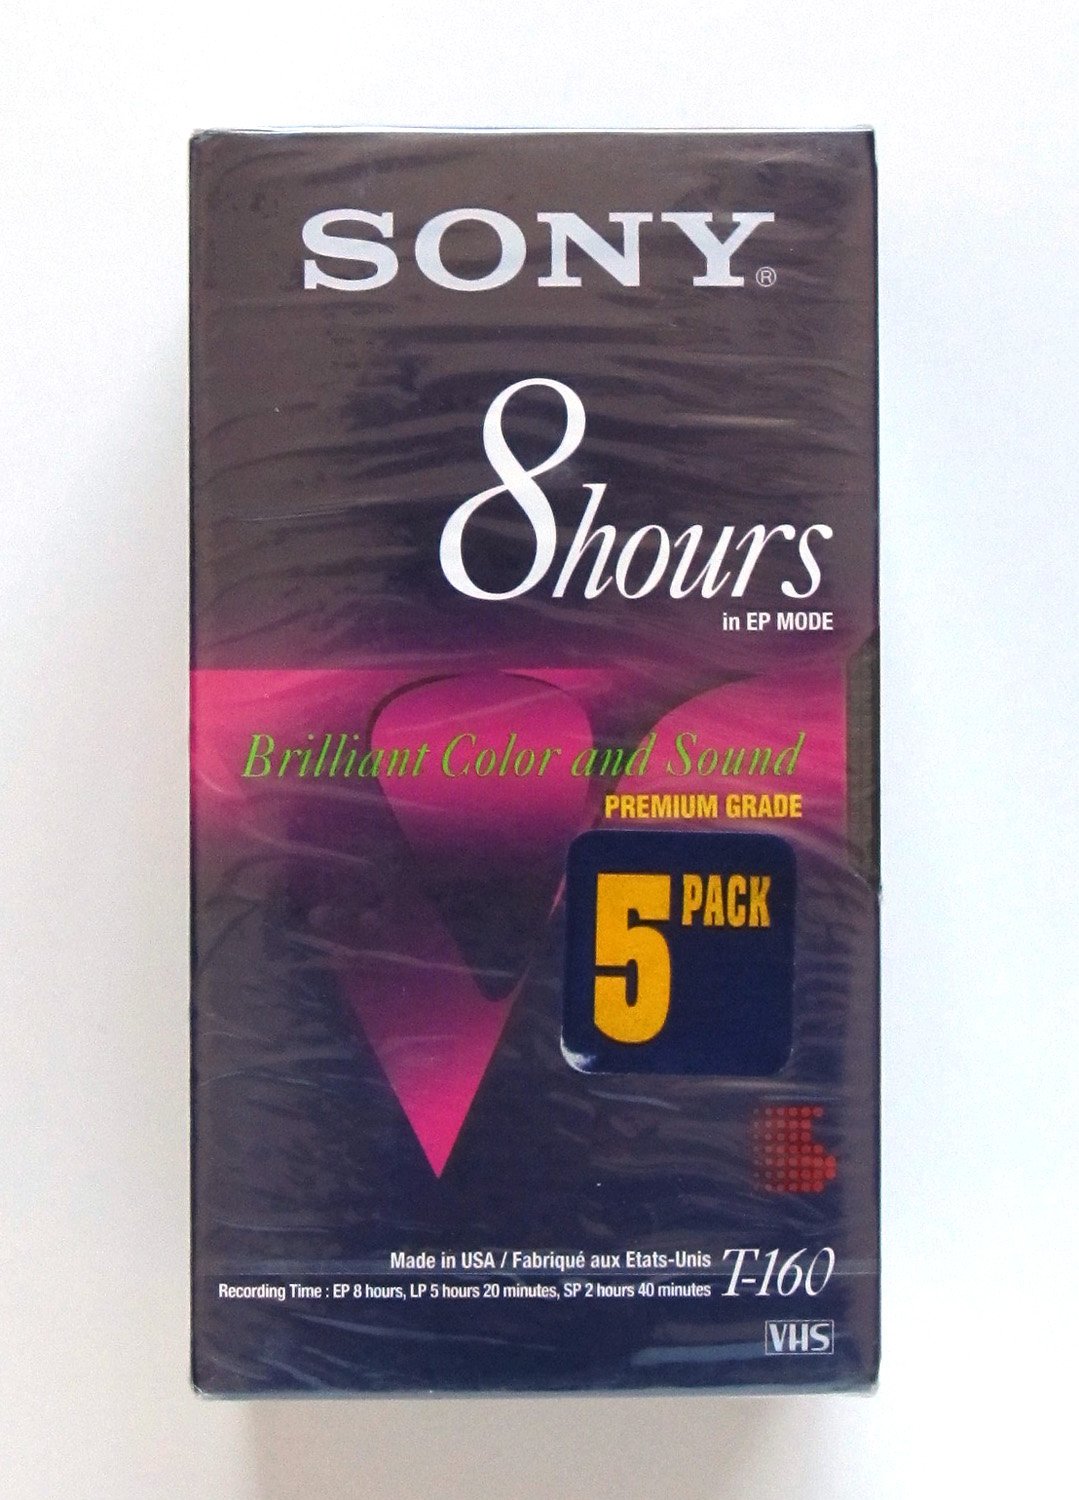 SONY®
8hours
in EP MODE
Brilliant Color and Sound
PREMIUM GRADE
5 PACK
Made in USA / Fabriqué aux Etats-Unis
T-160
Recording Time : EP 8 hours, LP 5 hours 20 minutes, SP 2 hours 40 minutes
VHS